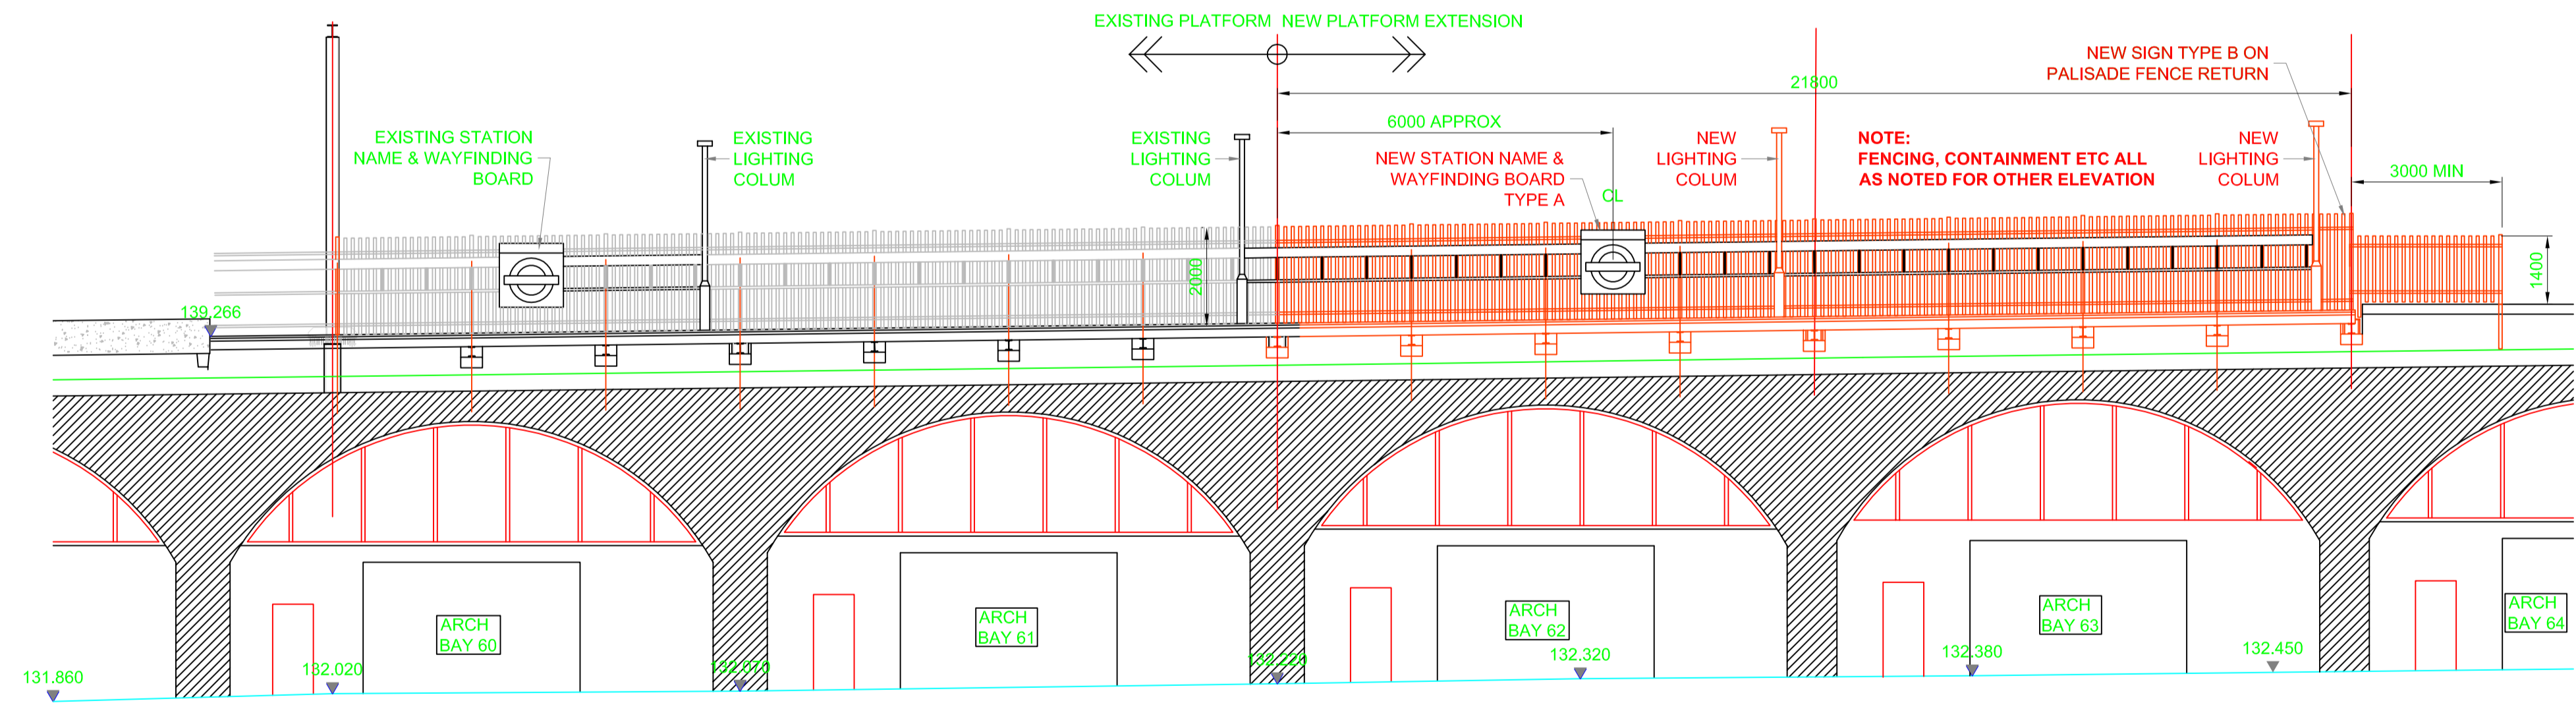 EXISTING PLATFORM NEW PLATFORM EXTENSION
NEW SIGN TYPE B ON
PALISADE FENCE RETURN
21800
6000 APPROX
EXISTING STATION
NAME & WAYFINDING
BOARD
EXISTING
LIGHTING
COLUM
EXISTING
LIGHTING
COLUM
NEW STATION NAME &
WAYFINDING BOARD
TYPE A
CL
NEW
LIGHTING
COLUM
NOTE:
FENCING, CONTAINMENT ETC ALL
AS NOTED FOR OTHER ELEVATION
NEW
LIGHTING
COLUM
3000 MIN
2000
1400
139.266
ARCH
BAY 60
ARCH
BAY 61
ARCH
BAY 62
ARCH
BAY 63
ARCH
BAY 64
131.860
132.020
132.070
132.220
132.320
132.380
132.450